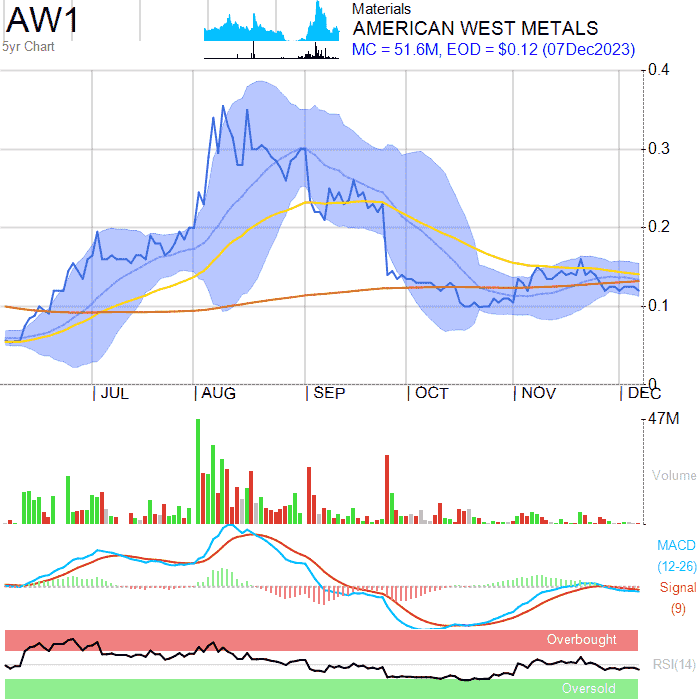 AW1
5yr Chart
Materials
AMERICAN WEST METALS
MC = 51.6M, EOD = $0.12 (07Dec2023)
0.4
0.3
0.2
0.1
0
JUL AUG SEP OCT NOV DEC
47M
Volume
MACD
(12-26)
Signal
(9)
Overbought
RSI(14)
Oversold